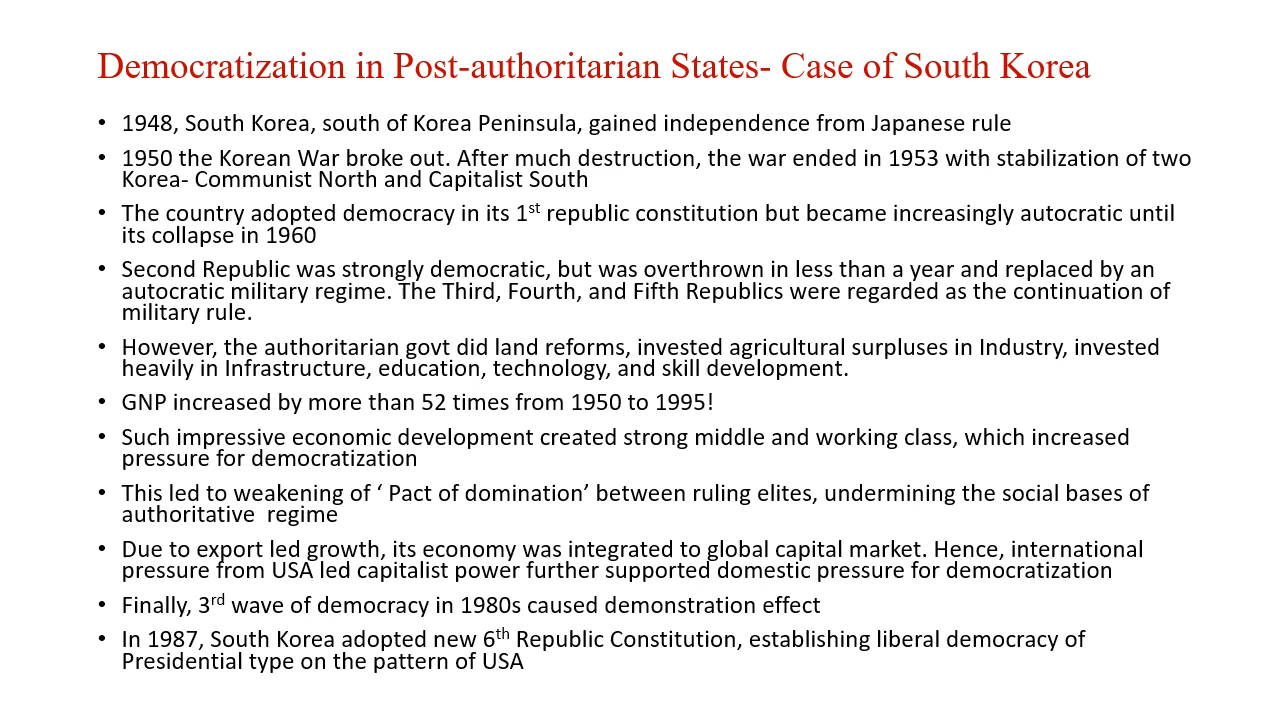 Democratization in Post-authoritarian States- Case of South Korea
• 1948, South Korea, south of Korea Peninsula, gained independence from Japanese rule
• 1950 the Korean War broke out. After much destruction, the war ended in 1953 with stabilization of two
Korea- Communist North and Capitalist South
• The country adopted democracy in its 1st republic constitution but became increasingly autocratic until
its collapse in 1960
• Second Republic was strongly democratic, but was overthrown in less than a year and replaced by an
autocratic military regime. The Third, Fourth, and Fifth Republics were regarded as the continuation of
military rule.
• However, the authoritarian govt did land reforms, invested agricultural surpluses in Industry, invested
heavily in Infrastructure, education, technology, and skill development.
• GNP increased by more than 52 times from 1950 to 1995!
• Such impressive economic development created strong middle and working class, which increased
pressure for democratization
• This led to weakening of ‘ Pact of domination’ between ruling elites, undermining the social bases of
authoritative  regime
• Due to export led growth, its economy was integrated to global capital market. Hence, international
pressure from USA led capitalist power further supported domestic pressure for democratization
• Finally, 3rd wave of democracy in 1980s caused demonstration effect
• In 1987, South Korea adopted new 6th Republic Constitution, establishing liberal democracy of
Presidential type on the pattern of USA